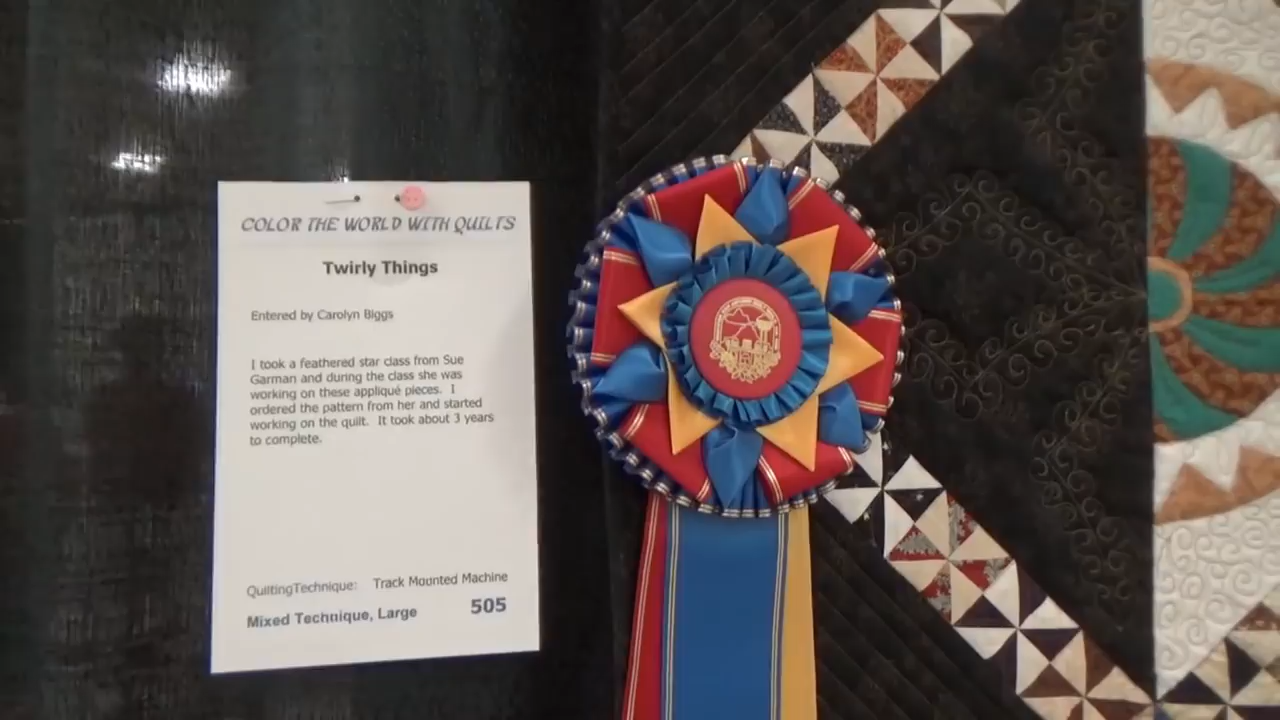 COLOR THE WORLD WITH QUILTS
Twirly Things
Entered by Carolyn Biggs
I took a feathered star class from Sue
Garman and during the class she was
working on these appliqué pieces. I
ordered the pattern from her and started
working on the quilt. It took about 3 years
to complete.
QuiltingTechnique: Track Mounted Machine
Mixed Technique, Large 505